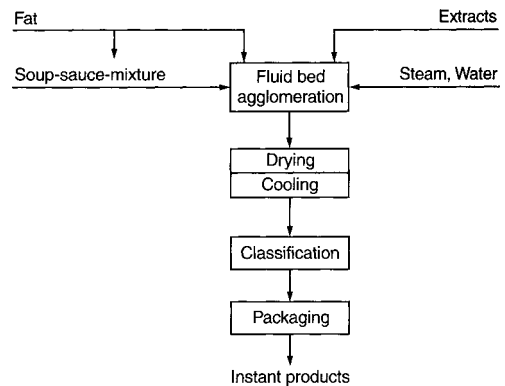 Fat
Extracts
Soup-sauce-mixture
Fluid bed
agglomeration
Steam, Water
Drying
Cooling
Classification
Packaging
Instant products